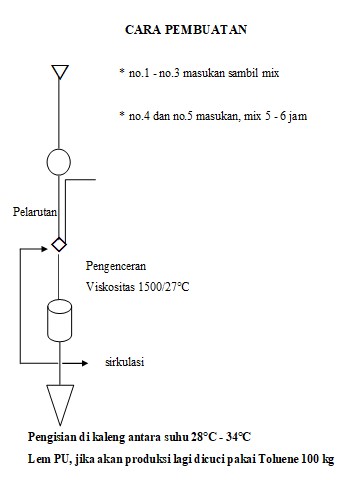 CARA PEMBUATAN
* no.1 - no.3 masukan sambil mix
* no.4 dan no.5 masukan, mix 5 - 6 jam
Pelarutan
Pengenceran
Viskositas 1500/27°C
sirkulasi
Pengisian di kaleng antara suhu 28°C - 34°C
Lem PU, jika akan produksi lagi dicuci pakai Toluene 100 kg